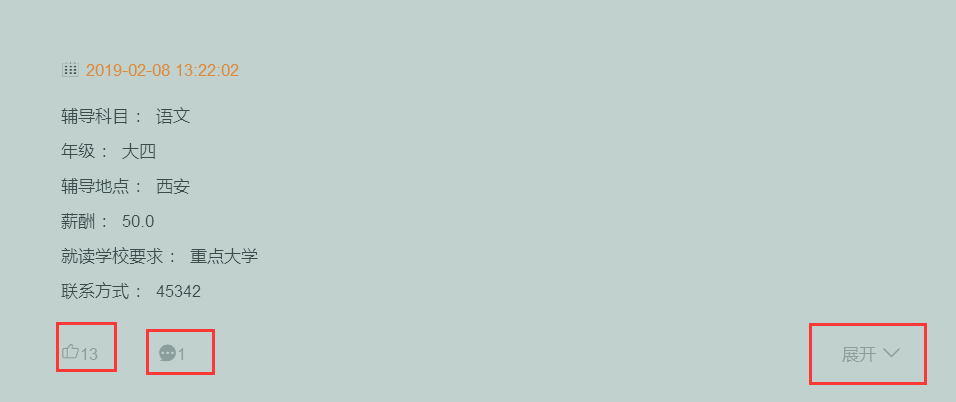 2019-02-08 13:22:02
辅导科目： 语文
年级： 大四
辅导地点： 西安
薪酬： 50.0
就读学校要求： 重点大学
联系方式： 45342
13 1 展开